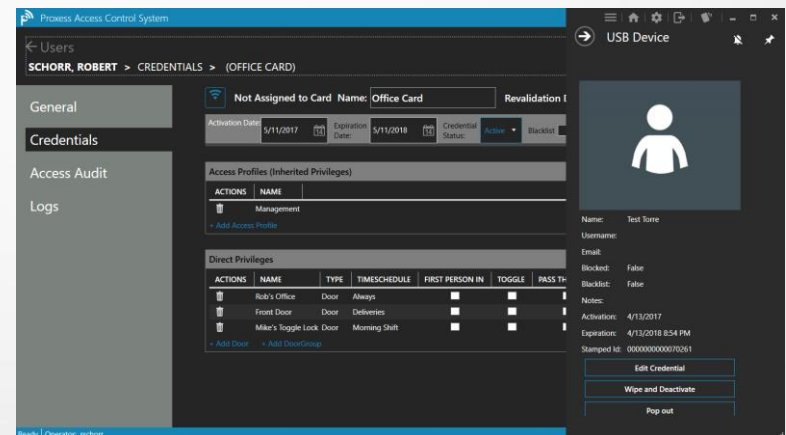 Proxess Access Control System
Users
SCHORR, ROBERT > CREDENTIALS > (OFFICE CARD)
General
Credentials
Access Audit
Logs
Not Assigned to Card Name: Office Card Revalidation
Activation Date: 5/11/2017 14 Expiration Date: 5/11/2018 14 Credential Status: Active Blacklist
Access Profiles (Inherited Privileges)
ACTIONS NAME
Management
+ Add Access Profile
Direct Privileges
ACTIONS NAME TYPE TIMESCHEDULE FIRST PERSON IN TOGGLE PASS TH
Rob's Office Door Always
Front Door Door Deliveries
Mike's Toggle Lock Door Morning Shift
+ Add Door + Add DoorGroup
USB Device
Name: Test Torre
Username:
Email:
Blocked: False
Blacklist: False
Notes:
Activation: 4/13/2017
Expiration: 4/13/2018 8:54 PM
Stamped Id: 0000000000070261
Edit Credential
Wipe and Deactivate
Pop out
Ready Operator: rschorr